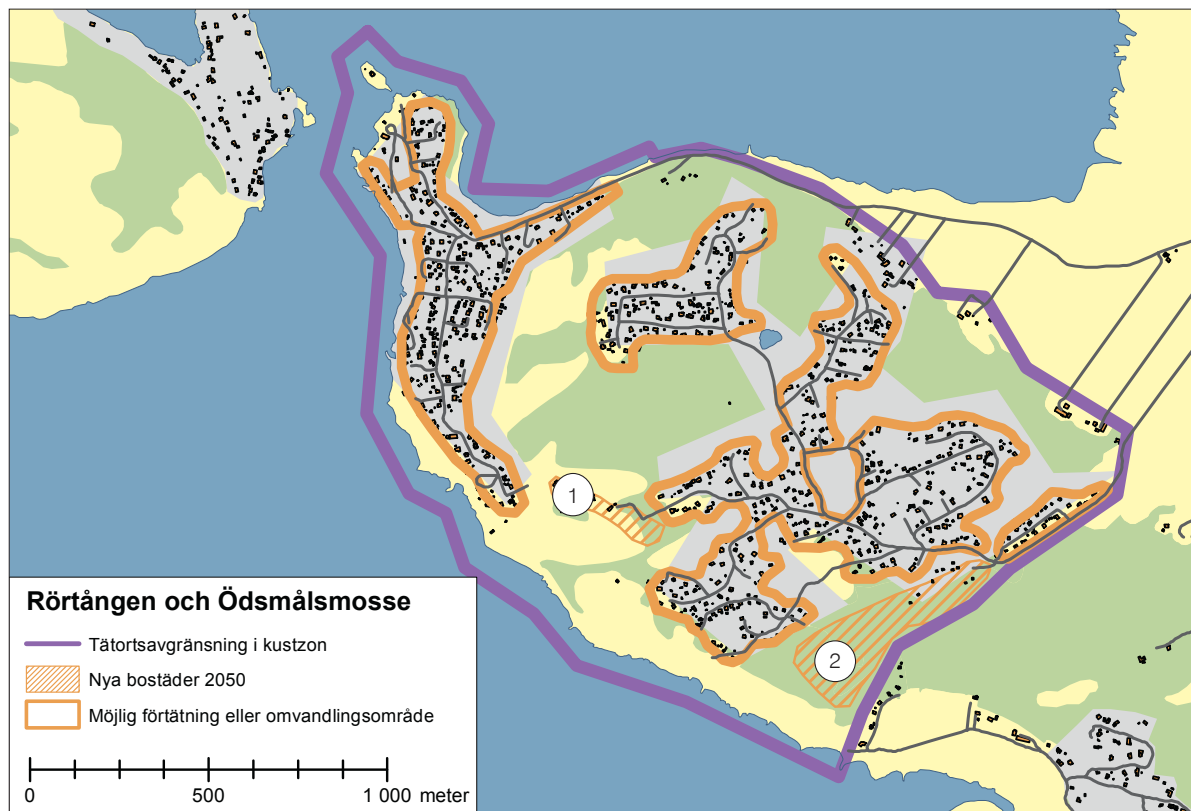 1
2
Rörtången och Ödsmålsmosse
Tätortsavgränsning i kustzon
Nya bostäder 2050
Möjlig förtätning eller omvandlingsområde
0 500 1 000 meter